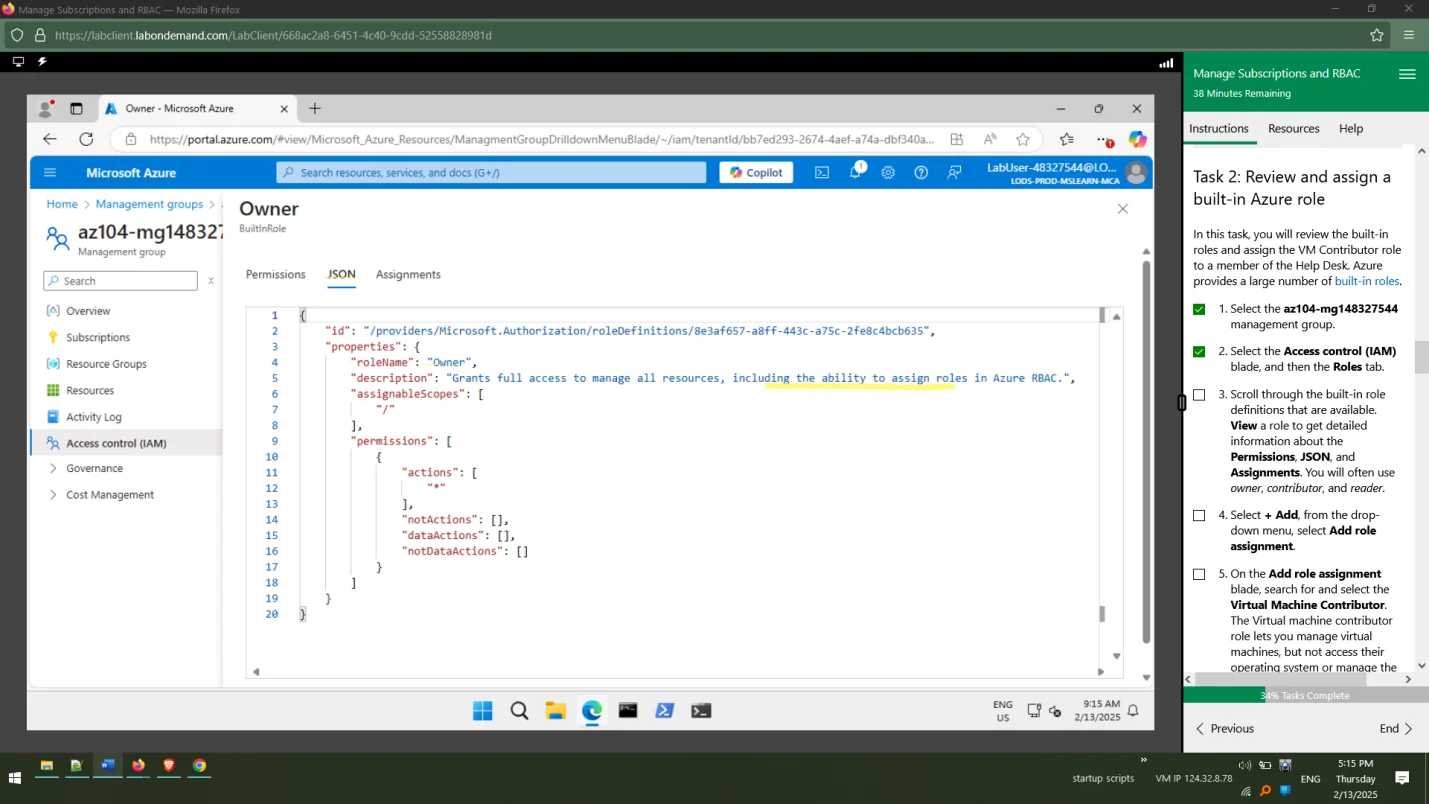 Manage Subscriptions and RBAC — Mozilla Firefox
https://labclient.labondemand.com/LabClient/668ac2a8-6451-4c40-9cdd-52558828981d
Owner - Microsoft Azure
https://portal.azure.com/#view/Microsoft_Azure_Resources/ManagmentGroupDrilldownMenuBlade/~/iam/tenantId/bb7ed293-2674-4aef-a74a-dbf340a...
Microsoft Azure
Search resources, services, and docs (G+/)
Copilot
1
LabUser-48327544@LO...
LODS-PROD-MSLEARN-MCA
Home > Management groups >
az104-mg148327
Management group
Search
Overview
Subscriptions
Resource Groups
Resources
Activity Log
Access control (IAM)
Governance
Cost Management
Owner
BuiltInRole
Permissions JSON Assignments
1 {
2 "id": "/providers/Microsoft.Authorization/roleDefinitions/8e3af657-a8ff-443c-a75c-2fe8c4bcb635",
3 "properties": {
4 "roleName": "Owner",
5 "description": "Grants full access to manage all resources, including the ability to assign roles in Azure RBAC.",
6 "assignableScopes": [
7 "/"
8 ],
9 "permissions": [
10 {
11 "actions": [
12 "*"
13 ],
14 "notActions": [],
15 "dataActions": [],
16 "notDataActions": []
17 }
18 ]
19 }
20 }
ENG
US
9:15 AM
2/13/2025
Manage Subscriptions and RBAC
38 Minutes Remaining
Instructions Resources Help
Task 2: Review and assign a
built-in Azure role
In this task, you will review the built-in
roles and assign the VM Contributor role
to a member of the Help Desk. Azure
provides a large number of built-in roles.
1. Select the az104-mg148327544
management group.
2. Select the Access control (IAM)
blade, and then the Roles tab.
3. Scroll through the built-in role
definitions that are available.
View a role to get detailed
information about the
Permissions, JSON, and
Assignments. You will often use
owner, contributor, and reader.
4. Select + Add, from the drop-
down menu, select Add role
assignment.
5. On the Add role assignment
blade, search for and select the
Virtual Machine Contributor.
The Virtual machine contributor
role lets you manage virtual
machines, but not access their
operating system or manage the
34% Tasks Complete
Previous
End
startup scripts
VM IP 124.32.8.78
ENG
5:15 PM
Thursday
2/13/2025